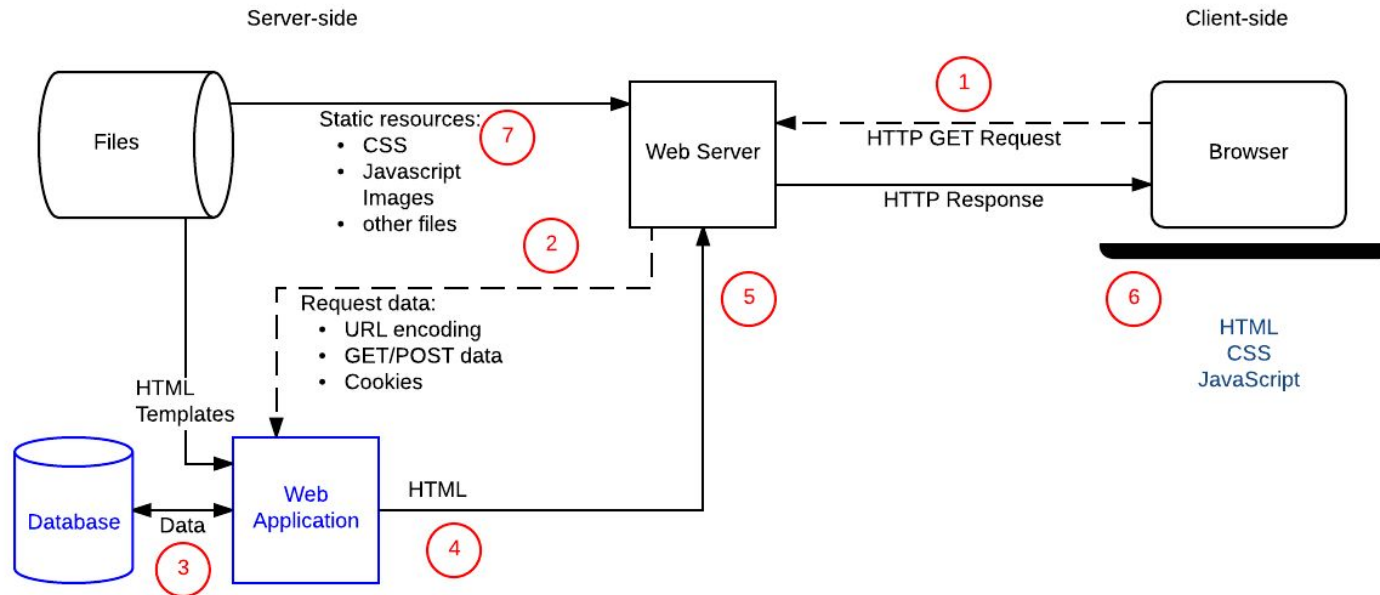 Server-side
Client-side
Files
Static resources:
• CSS
• Javascript
Images
• other files
7
Web Server
1
HTTP GET Request
HTTP Response
Browser
2
Request data:
• URL encoding
• GET/POST data
• Cookies
5
6
HTML
CSS
JavaScript
HTML
Templates
Database
Data
3
Web
Application
HTML
4